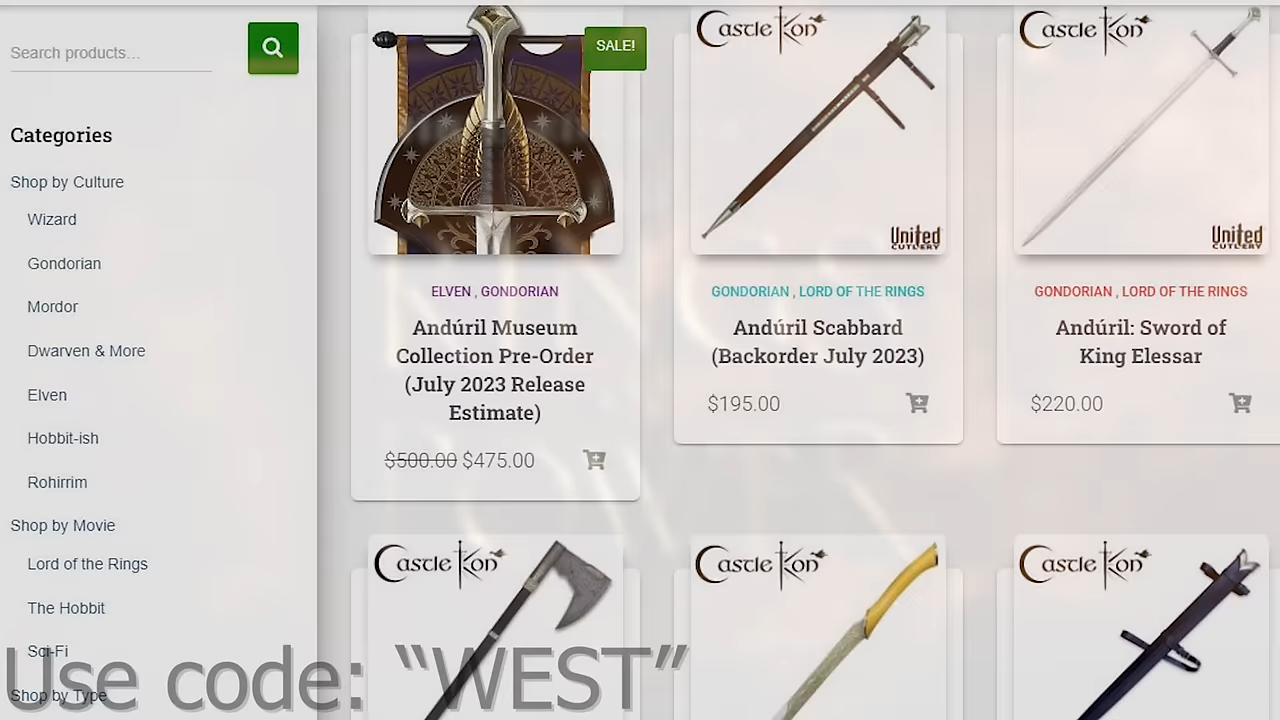 Search products...
Categories
Shop by Culture
Wizard
Gondorian
Mordor
Dwarven & More
Elven
Hobbit-ish
Rohirrim
Shop by Movie
Lord of the Rings
The Hobbit
Sci-Fi
Shop by Type
SALE!
ELVEN , GONDORIAN
Andúril Museum
Collection Pre-Order
(July 2023 Release
Estimate)
$500.00 $475.00
Castle Kon
United
CUTLERY
GONDORIAN , LORD OF THE RINGS
Andúril Scabbard
(Backorder July 2023)
$195.00
Castle Kon
United
CUTLERY
GONDORIAN , LORD OF THE RINGS
Andúril: Sword of
King Elessar
$220.00
Castle Kon
Castle Kon
Castle Kon
Use code: “WEST”